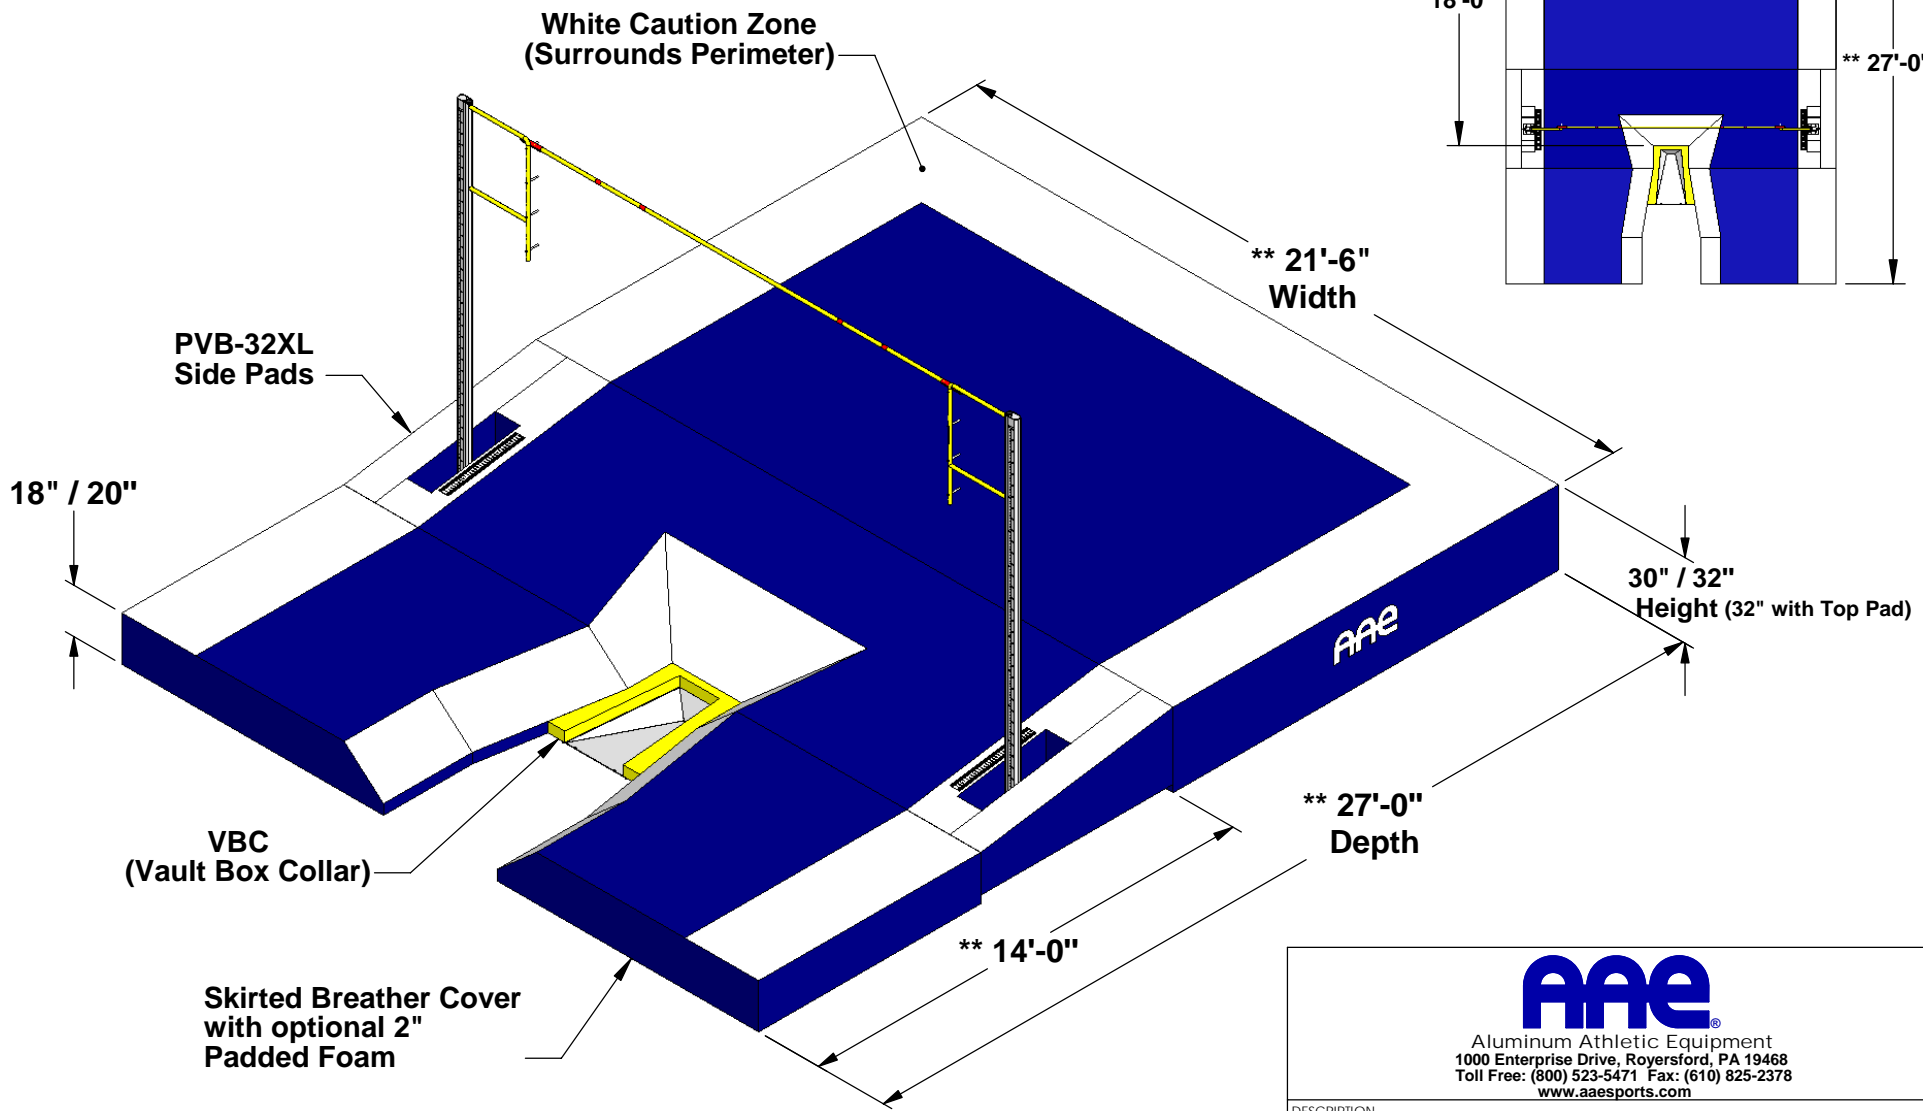 White Caution Zone
(Surrounds Perimeter)
18'-0"
** 27'-0"
** 21'-6"
Width
PVB-32XL
Side Pads
18" / 20"
30" / 32"
Height (32" with Top Pad)
AAE
** 27'-0"
Depth
VBC
(Vault Box Collar)
** 14'-0"
Skirted Breather Cover
with optional 2"
Padded Foam
AAE®
Aluminum Athletic Equipment
1000 Enterprise Drive, Royersford, PA 19468
Toll Free: (800) 523-5471 Fax: (610) 825-2378
www.aaesports.com
DESCRIPTION